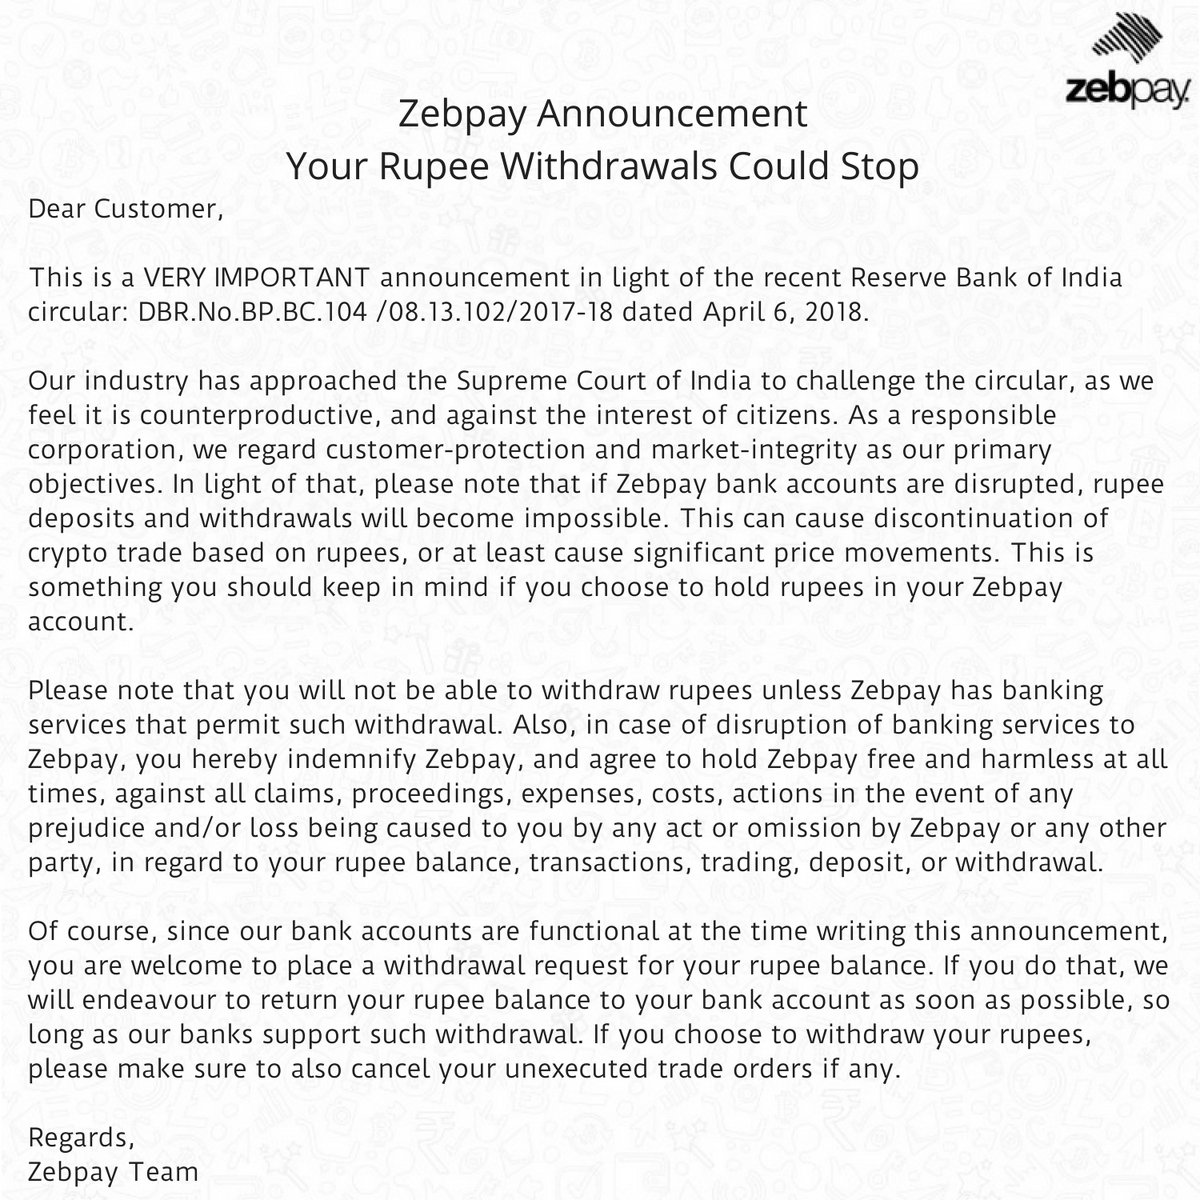 zebpay
Zebpay Announcement
Your Rupee Withdrawals Could Stop
Dear Customer,
This is a VERY IMPORTANT announcement in light of the recent Reserve Bank of India
circular: DBR.No.BP.BC.104 /08.13.102/2017-18 dated April 6, 2018.
Our industry has approached the Supreme Court of India to challenge the circular, as we
feel it is counterproductive, and against the interest of citizens. As a responsible
corporation, we regard customer-protection and market-integrity as our primary
objectives. In light of that, please note that if Zebpay bank accounts are disrupted, rupee
deposits and withdrawals will become impossible. This can cause discontinuation of
crypto trade based on rupees, or at least cause significant price movements. This is
something you should keep in mind if you choose to hold rupees in your Zebpay
account.
Please note that you will not be able to withdraw rupees unless Zebpay has banking
services that permit such withdrawal. Also, in case of disruption of banking services to
Zebpay, you hereby indemnify Zebpay, and agree to hold Zebpay free and harmless at all
times, against all claims, proceedings, expenses, costs, actions in the event of any
prejudice and/or loss being caused to you by any act or omission by Zebpay or any other
party, in regard to your rupee balance, transactions, trading, deposit, or withdrawal.
Of course, since our bank accounts are functional at the time writing this announcement,
you are welcome to place a withdrawal request for your rupee balance. If you do that, we
will endeavour to return your rupee balance to your bank account as soon as possible, so
long as our banks support such withdrawal. If you choose to withdraw your rupees,
please make sure to also cancel your unexecuted trade orders if any.
Regards,
Zebpay Team